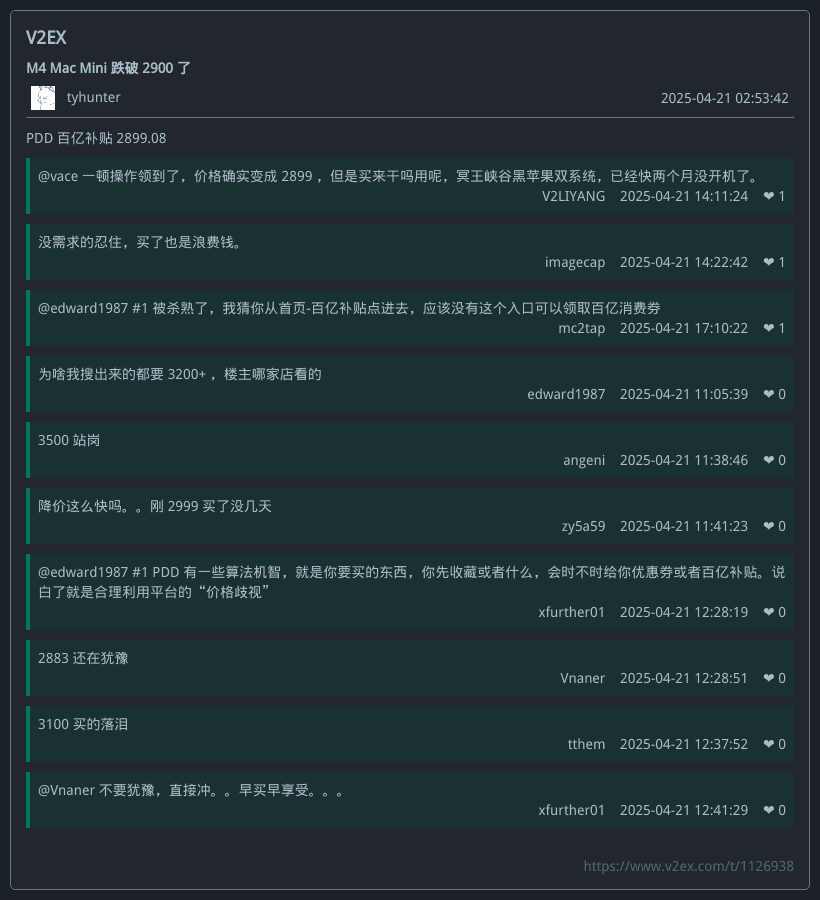 V2EX
M4 Mac Mini 跌破 2900 了
tyhunter 2025-04-21 02:53:42
PDD 百亿补贴 2899.08
@vace 一顿操作领到了，价格确实变成 2899 ，但是买来干吗用呢，冥王峡谷黑苹果双系统，已经快两个月没开机了。
V2LIYANG 2025-04-21 14:11:24 ❤ 1
没需求的忍住，买了也是浪费钱。
imagecap 2025-04-21 14:22:42 ❤ 1
@edward1987 #1 被杀熟了，我猜你从首页-百亿补贴点进去，应该没有这个入口可以领取百亿消费券
mc2tap 2025-04-21 17:10:22 ❤ 1
为啥我搜出来的都要 3200+ ，楼主哪家店看的
edward1987 2025-04-21 11:05:39 ❤ 0
3500 站岗
angeni 2025-04-21 11:38:46 ❤ 0
降价这么快吗。。刚 2999 买了没几天
zy5a59 2025-04-21 11:41:23 ❤ 0
@edward1987 #1 PDD 有一些算法机智，就是你要买的东西，你先收藏或者什么，会时不时给你优惠券或者百亿补贴。说
白了就是合理利用平台的“价格歧视”
xfurther01 2025-04-21 12:28:19 ❤ 0
2883 还在犹豫
Vnaner 2025-04-21 12:28:51 ❤ 0
3100 买的落泪
tthem 2025-04-21 12:37:52 ❤ 0
@Vnaner 不要犹豫，直接冲。。早买早享受。。。
xfurther01 2025-04-21 12:41:29 ❤ 0
https://www.v2ex.com/t/1126938